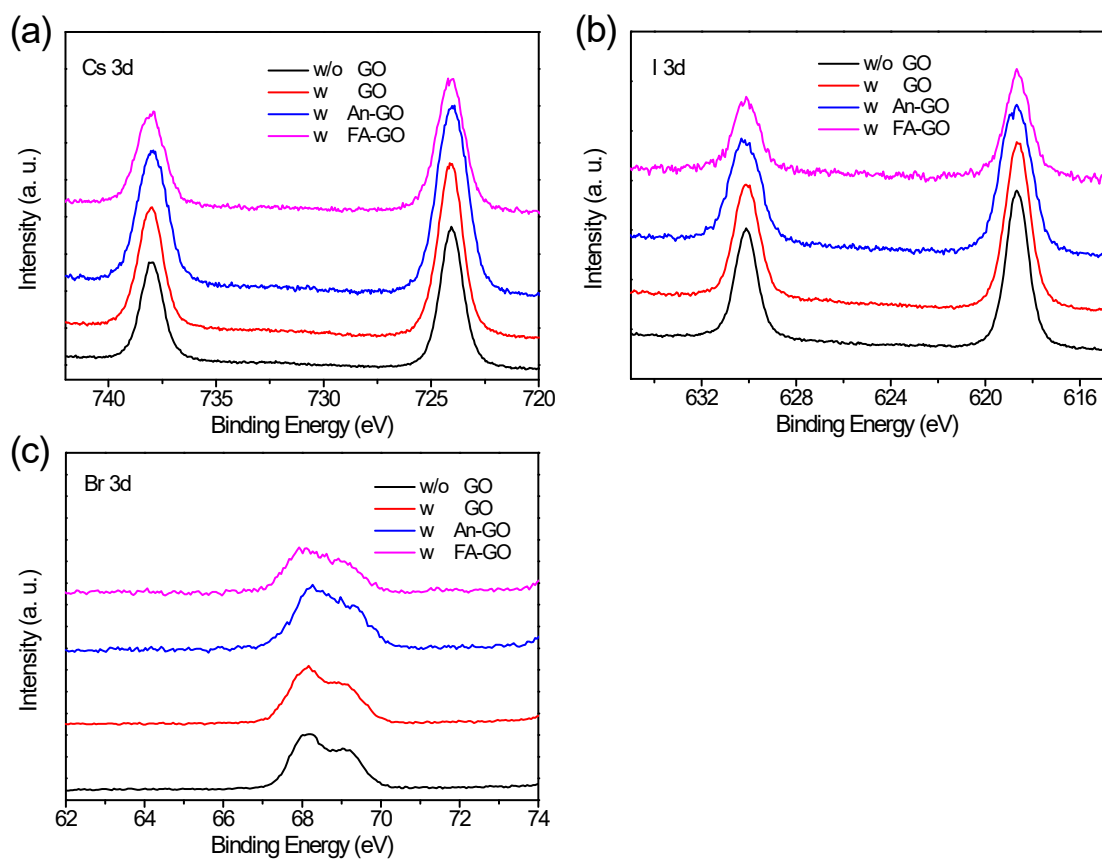 (a)
Cs 3d
w/o GO
w GO
w An-GO
w FA-GO
Intensity (a. u.)
740 735 730 725 720
Binding Energy (eV)
(b)
I 3d
w/o GO
w GO
w An-GO
w FA-GO
Intensity (a. u.)
632 628 624 620 616
Binding Energy (eV)
(c)
Br 3d
w/o GO
w GO
w An-GO
w FA-GO
Intensity (a. u.)
62 64 66 68 70 72 74
Binding Energy (eV)